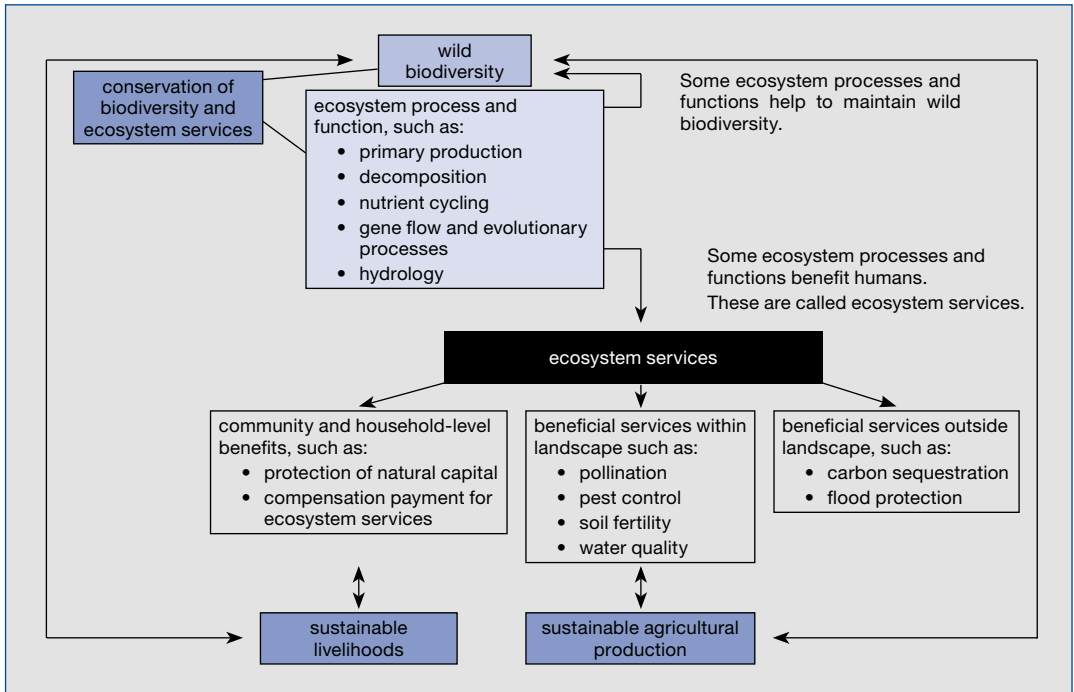 wild
biodiversity
conservation of
biodiversity and
ecosystem services
Some ecosystem processes and
functions help to maintain wild
biodiversity.
ecosystem process and
function, such as:
• primary production
• decomposition
• nutrient cycling
• gene flow and evolutionary
processes
• hydrology
Some ecosystem processes and
functions benefit humans.
These are called ecosystem services.
ecosystem services
community and household-level
benefits, such as:
• protection of natural capital
• compensation payment for
ecosystem services
beneficial services within
landscape such as:
• pollination
• pest control
• soil fertility
• water quality
beneficial services outside
landscape, such as:
• carbon sequestration
• flood protection
sustainable
livelihoods
sustainable agricultural
production